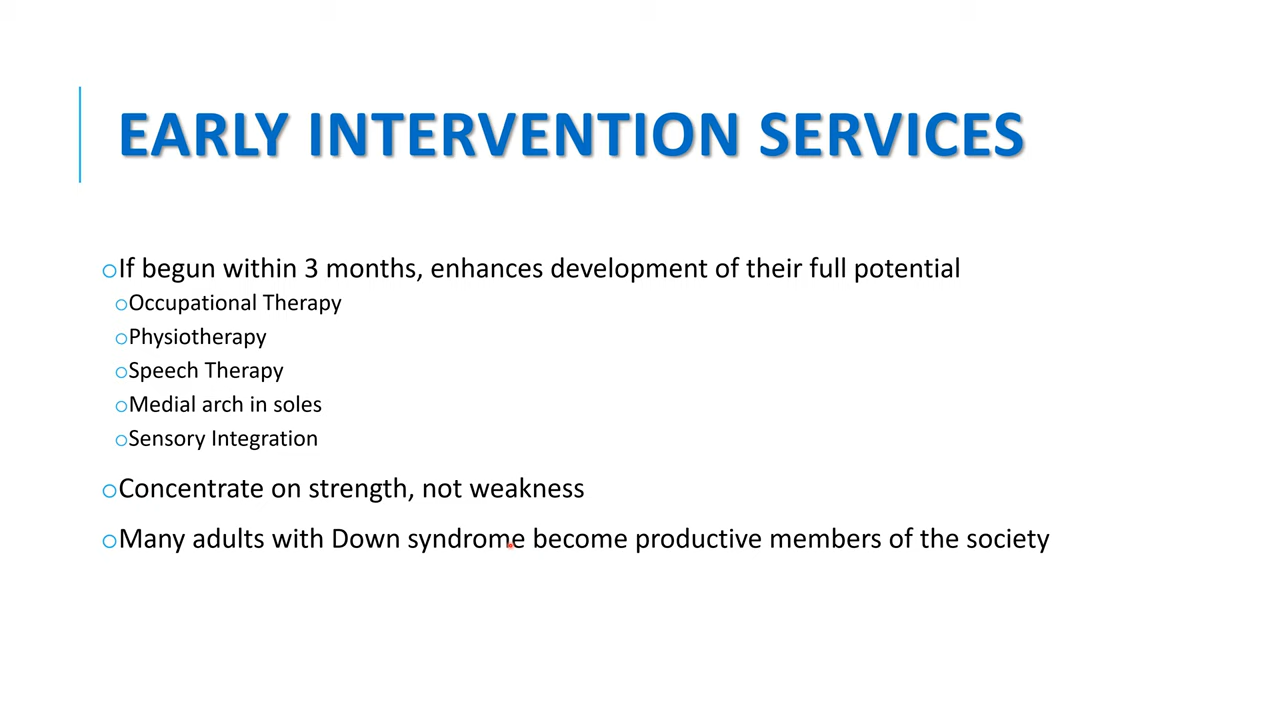 EARLY INTERVENTION SERVICES
If begun within 3 months, enhances development of their full potential
Occupational Therapy
Physiotherapy
Speech Therapy
Medial arch in soles
Sensory Integration
Concentrate on strength, not weakness
Many adults with Down syndrome become productive members of the society